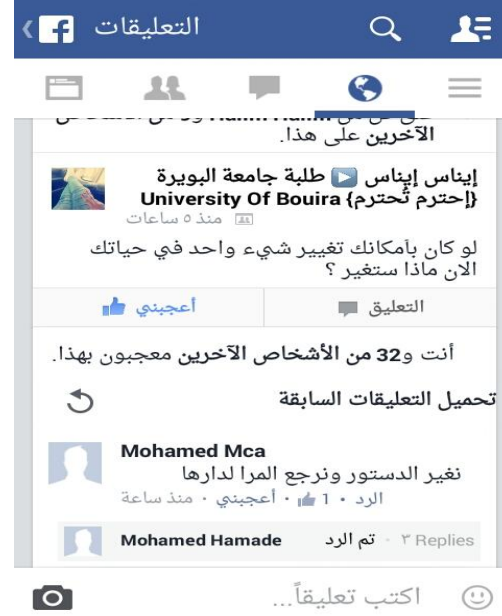 التعليقات
الآخرين على هذا.
إيناس إيناس ▶ طلبة جامعة البويرة
University Of Bouira {إحترم تُحترم}
منذ ٥ ساعات
لو كان بأمكانك تغيير شيء واحد في حياتك
الان ماذا ستغير ؟
أعجبني
التعليق
أنت و32 من الأشخاص الآخرين معجبون بهذا.
تحميل التعليقات السابقة
Mohamed Mca
نغير الدستور ونرجع المرا لدارها
الرد · 1 · أعجبني · منذ ساعة
Mohamed Hamade تم الرد · ٣ Replies
اكتب تعليقاً...